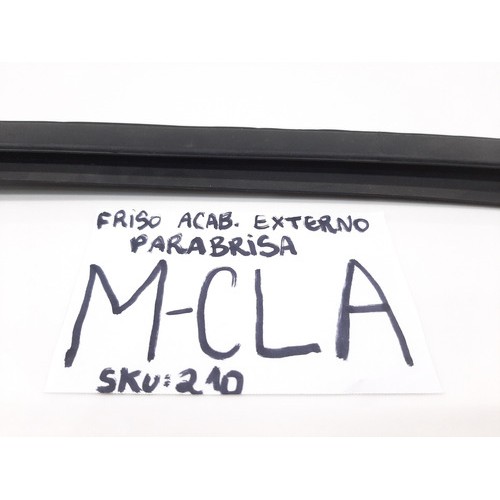 FRISO ACAB. EXTERNO
PARABRISA
M-CLA
SKU:210